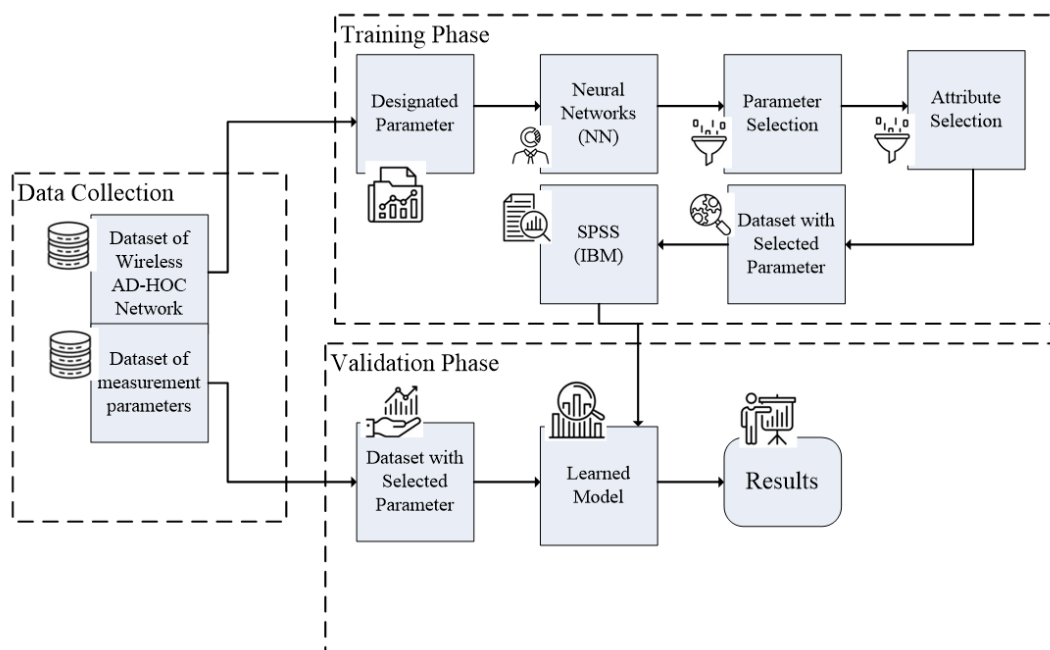 Training Phase
Designated
Parameter
Neural
Networks
(NN)
Parameter
Selection
Attribute
Selection
Data Collection
Dataset of
Wireless
AD-HOC
Network
Dataset of
measurement
parameters
SPSS
(IBM)
Dataset with
Selected
Parameter
Validation Phase
Dataset with
Selected
Parameter
Learned
Model
Results